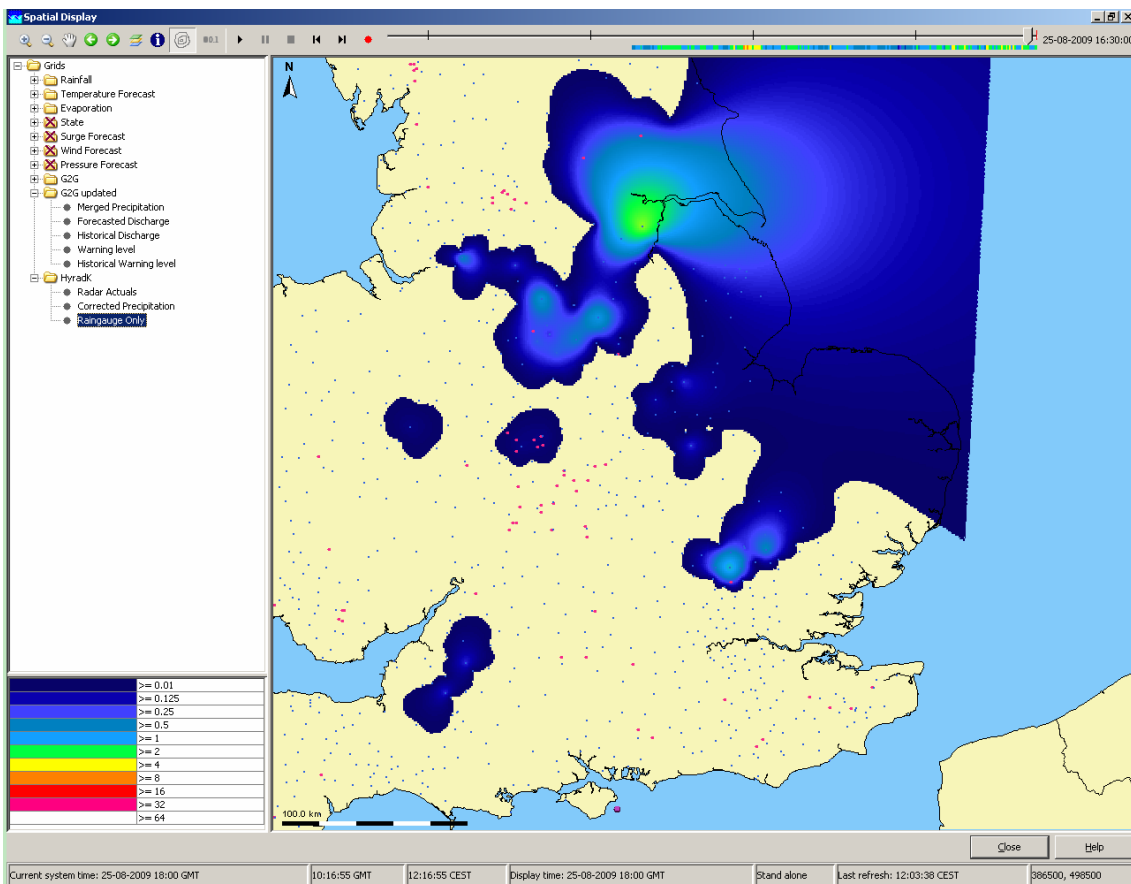 Spatial Display
0.1
25-08-2009 16:30:00
Grids
Rainfall
Temperature Forecast
Evaporation
State
Surge Forecast
Wind Forecast
Pressure Forecast
G2G
G2G updated
Merged Precipitation
Forecasted Discharge
Historical Discharge
Warning level
Historical Warning level
HyradK
Radar Actuals
Corrected Precipitation
Raingauge Only
N
>= 0.01
>= 0.125
>= 0.25
>= 0.5
>= 1
>= 2
>= 4
>= 8
>= 16
>= 32
>= 64
100.0 km
Close Help
Current system time: 25-08-2009 18:00 GMT 10:16:55 GMT 12:16:55 CEST Display time: 25-08-2009 18:00 GMT Stand alone Last refresh: 12:03:38 CEST 386500, 498500